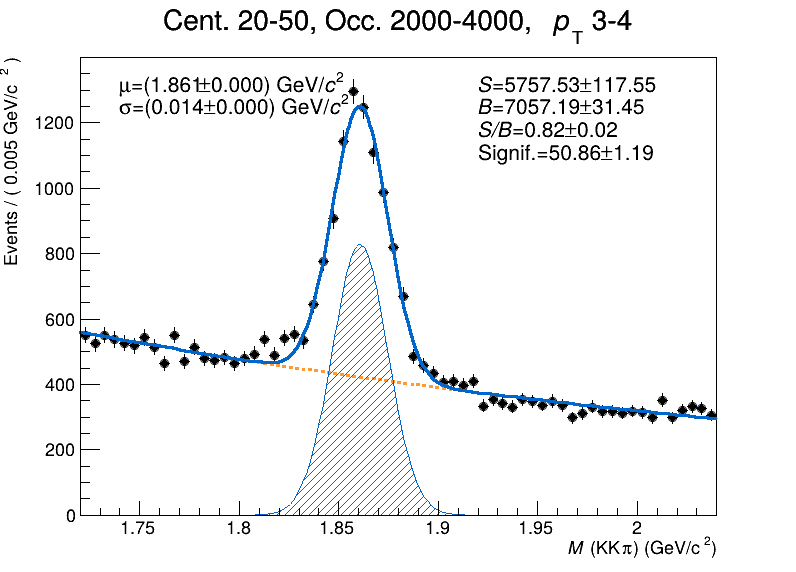 Cent. 20-50, Occ. 2000-4000, pT 3-4
Events / ( 0.005 GeV/c² )
μ=(1.861±0.000) GeV/c²
σ=(0.014±0.000) GeV/c²
S=5757.53±117.55
B=7057.19±31.45
S/B=0.82±0.02
Signif.=50.86±1.19
1200
1000
800
600
400
200
0
1.75 1.8 1.85 1.9 1.95 2
M (KKπ) (GeV/c²)